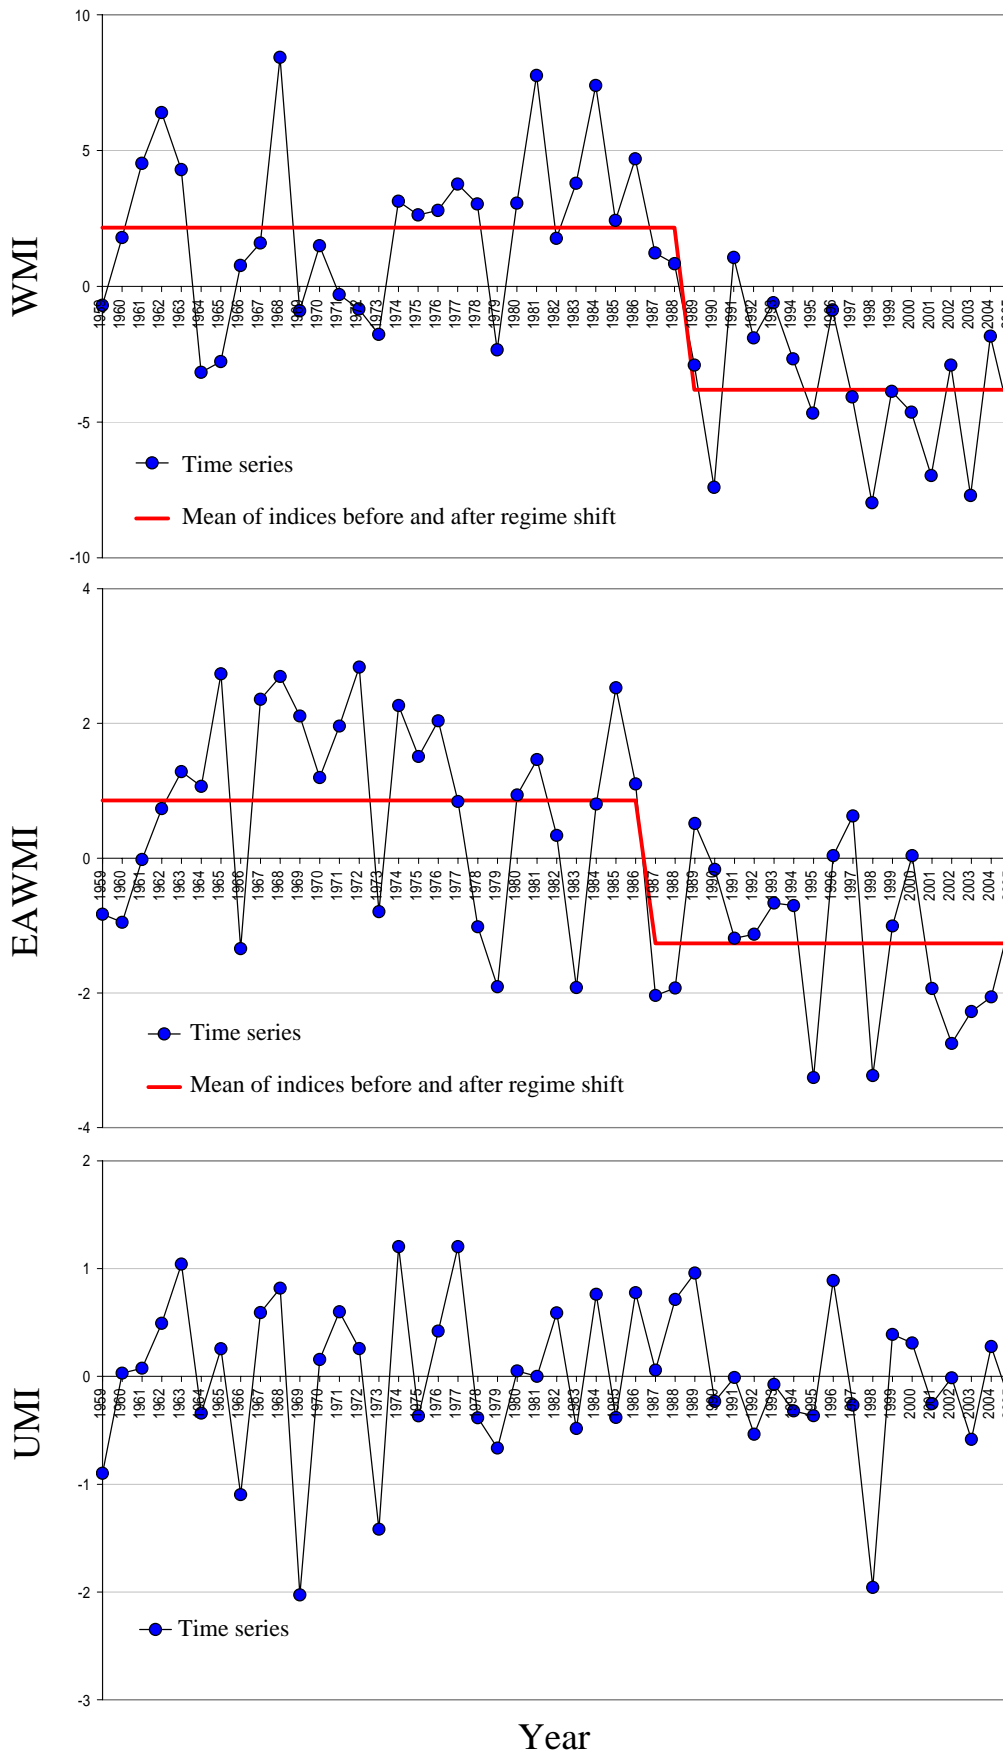 10
5
0
-5
-10
WMI
1959 1960 1961 1962 1963 1964 1965 1966 1967 1968 1969 1970 1971 1972 1973 1974 1975 1976 1977 1978 1979 1980 1981 1982 1983 1984 1985 1986 1987 1988 1989 1990 1991 1992 1993 1994 1995 1996 1997 1998 1999 2000 2001 2002 2003 2004
Time series
Mean of indices before and after regime shift
4
2
0
-2
-4
EAWMI
1959 1960 1961 1962 1963 1964 1965 1966 1967 1968 1969 1970 1971 1972 1973 1974 1975 1976 1977 1978 1979 1980 1981 1982 1983 1984 1985 1986 1987 1988 1989 1990 1991 1992 1993 1994 1995 1996 1997 1998 1999 2000 2001 2002 2003 2004
Time series
Mean of indices before and after regime shift
2
1
0
-1
-2
-3
UMI
1959 1960 1961 1962 1963 1964 1965 1966 1967 1968 1969 1970 1971 1972 1973 1974 1975 1976 1977 1978 1979 1980 1981 1982 1983 1984 1985 1986 1987 1988 1989 1990 1991 1992 1993 1994 1995 1996 1997 1998 1999 2000 2001 2002 2003 2004
Time series
Year